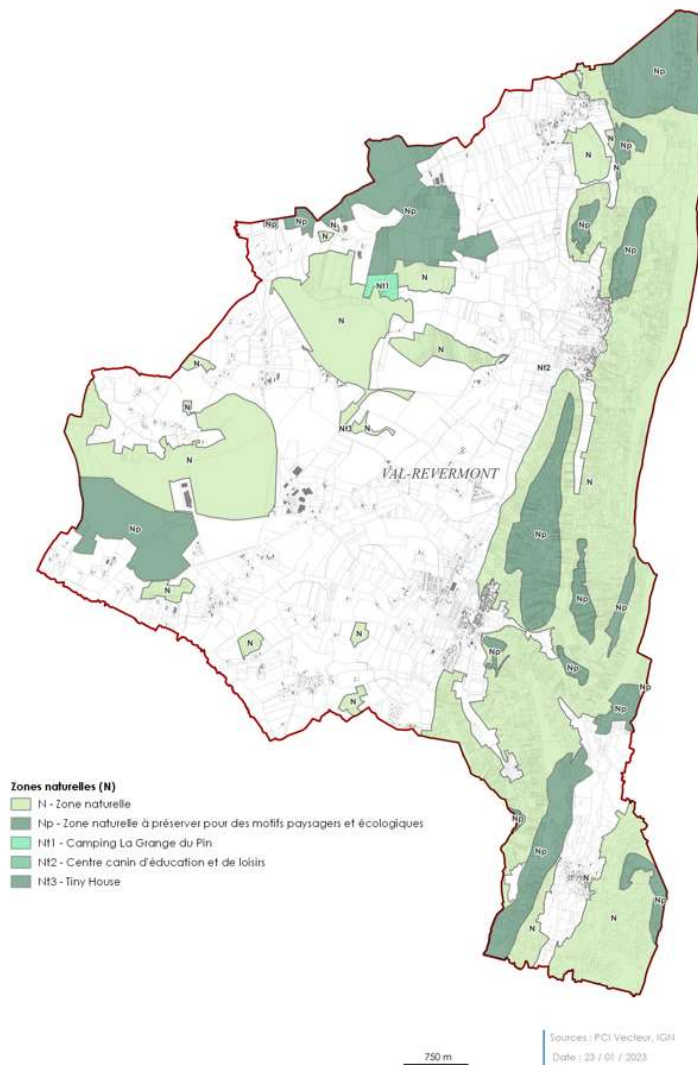 Np
Np
N
N
N
N
Np
Np
Np
Np
Np
N
N
Np
Nt1
N
N
N
Nt2
N
N
Nt3
N
N
VAL-REVERMONT
N
Np
Np
Np
Np
N
N
N
Np
Np
Np
Np
N
Np
Np
N
N
Np
N
Zones naturelles (N)
N - Zone naturelle
Np - Zone naturelle à préserver pour des motifs paysagers et écologiques
Nt1 - Camping La Grange du Pin
Nt2 - Centre canin d'éducation et de loisirs
Nt3 - Tiny House
750 m
Sources : PCI Vecteur, IGN
Date : 23 / 01 / 2023